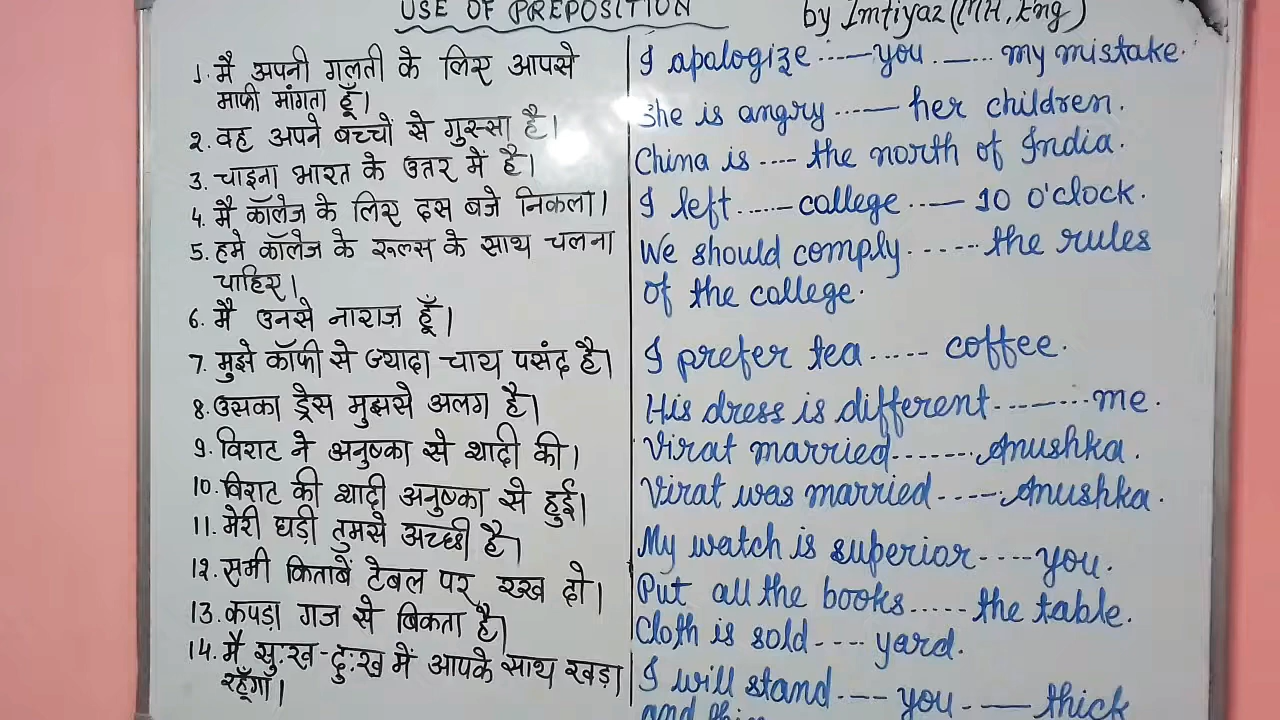 USE OF PREPOSITION
by Imtiyaz (MH, Eng)
1. मै अपनी गलती के लिए आपसे
माफी मांगता हूँ।
2. वह अपने बच्चों से गुस्सा है।
3. चाइना भारत के उतर में है।
4. मै कॉलेज के लिए दस बजे निकला।
5. हमे कॉलेज के रूल्स के साथ चलना
चाहिए।
6. मै उनसे नाराज़ हूँ।
7. मुझे कॉफी से ज्यादा चाय पसंद है।
8. उसका ड्रेस मुझसे अलग है।
9. विराट ने अनुष्का से शादी की।
10. विराट की शादी अनुष्का से हुई।
11. मेरी घड़ी तुमसे अच्छी है।
12. सभी किताबें टेबल पर रख दो।
13. कपड़ा गज से बिकता है।
14. मै सु:ख-दु:ख में आपके साथ खड़ा
रहूँगा।
I apologize ..... you ..... my mistake.
She is angry ..... her children.
China is .... the north of India.
I left ..... college ..... 10 o'clock.
We should comply ...... the rules
of the college.
I prefer tea ..... coffee.
His dress is different ....... me.
Virat married ....... Anushka.
Virat was married ..... Anushka.
My watch is superior .... you.
Put all the books ..... the table.
Cloth is sold .... yard.
I will stand .... you .... thick
and